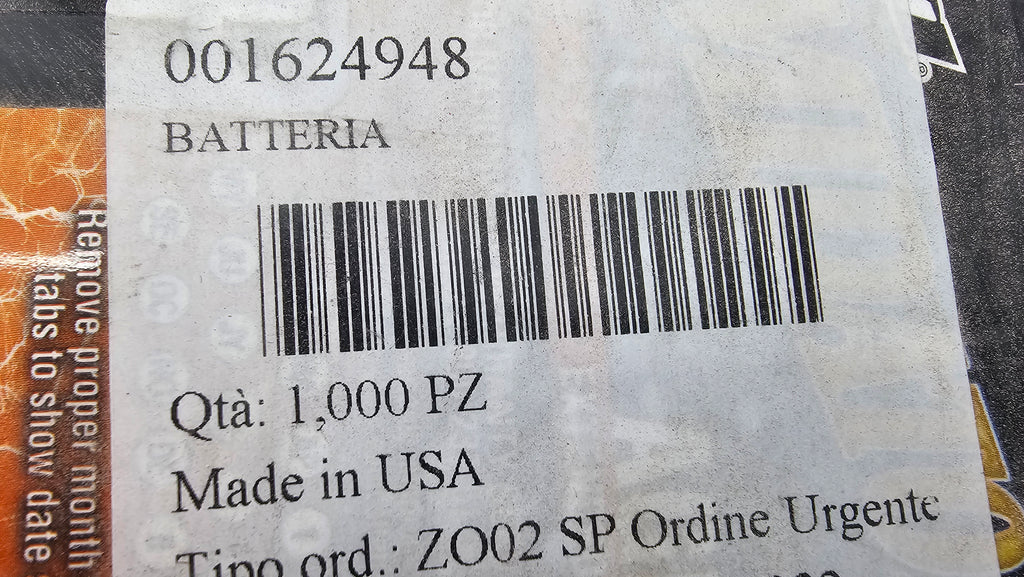 001624948
BATTERIA
Qtà: 1,000 PZ
Made in USA
Tipo ord.: ZO02 SP Ordine Urgente
Remove proper month
tabs to show date